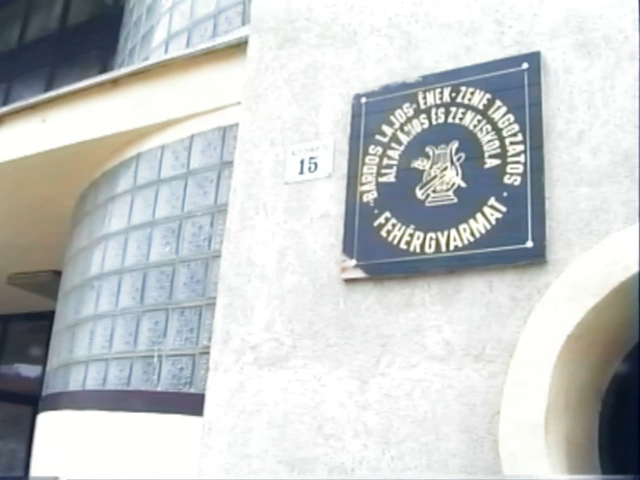 ·BÁRDOS LAJOS· ÉNEK·ZENE TAGOZATOS
ÁLTALÁNOS ÉS ZENEISKOLA
·FEHÉRGYARMAT·
15